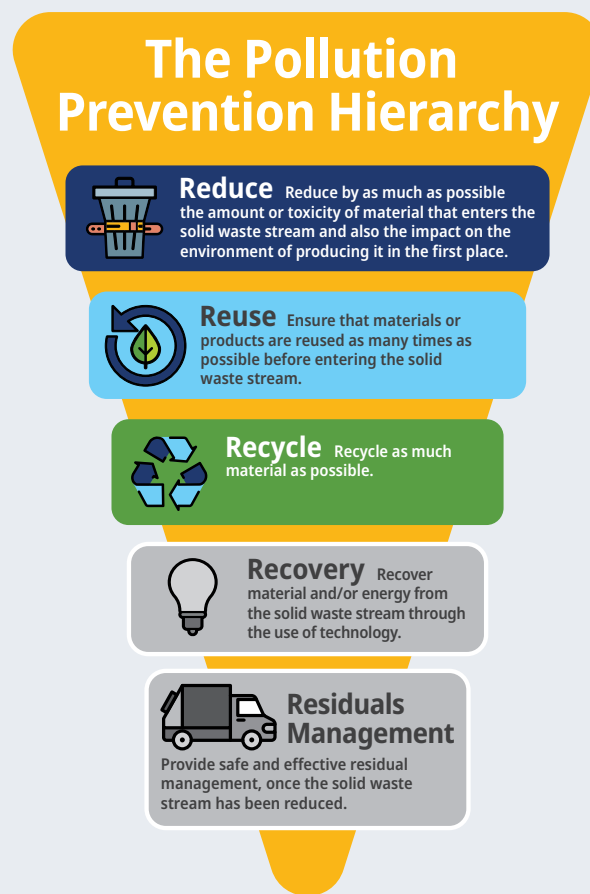 The Pollution
Prevention Hierarchy
Reduce Reduce by as much as possible
the amount or toxicity of material that enters the
solid waste stream and also the impact on the
environment of producing it in the first place.
Reuse Ensure that materials or
products are reused as many times as
possible before entering the solid
waste stream.
Recycle Recycle as much
material as possible.
Recovery Recover
material and/or energy from
the solid waste stream through
the use of technology.
Residuals
Management
Provide safe and effective residual
management, once the solid waste
stream has been reduced.